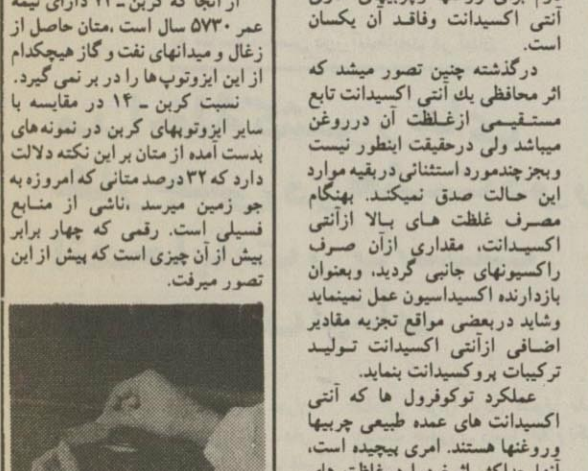 آنتی اکسیدانت وفاقد آن یکسان
است.
درگذشته چنین تصور میشد که
اثر محافظی یك آنتی اکسیدانت تابع
مستقیمی ازغلظت آن درروغن
میباشد ولی درحقیقت اینطور نیست
وبجز چندمورد استثنائی دربقیه موارد
این حالت صدق نمیکند. بهنگام
مصرف غلظت های بالا ازآنتی
اکسیدانت، مقداری ازان صرف
راکسیونهای جانبی گردید، وبعنوان
بازدارنده اکسیداسیون عمل نمینماید
وشاید دربعضی مواقع تجزیه مقادیر
اضافی ازآنتی اکسیدانت تولید
ترکیبات پروکسیدانت بنماید.
عملکرد توکوفرول ها که آنتی
اکسیدانت های عمده طبیعی چربیها
وروغنها هستند. امری پیچیده است،
از آنجا که کربن ـ ۱۴ دارای نیمه
عمر ۵۷۳۰ سال است ،متان حاصل از
زغال و میدانهای نفت و گاز هیچکدام
از این ایزوتوپ‌ها را در بر نمی گیرد.
نسبت کربن ـ ۱۴ در مقایسه با
سایر ایزوتوپهای کربن در نمونه‌های
بدست آمده از متان بر این نکته دلالت
دارد که ۳۲ درصد متانی که امروزه به
جو زمین میرسد ،ناشی از منابع
فسیلی است. رقمی که چهار برابر
بیش از آن چیزی است که پیش از این
تصور میرفت.